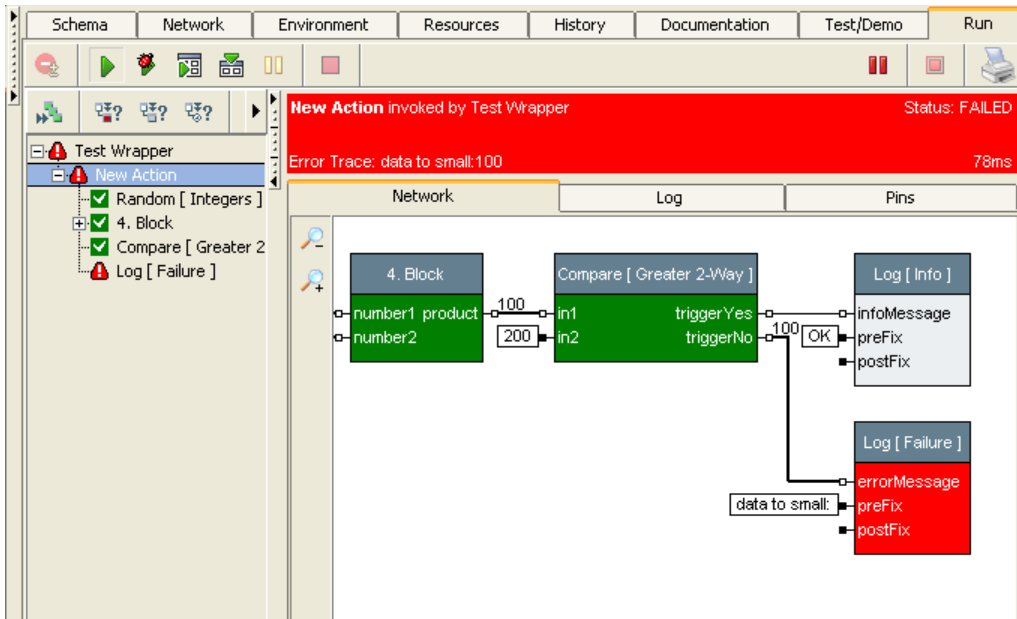 Schema Network Environment Resources History Documentation Test/Demo Run
New Action invoked by Test Wrapper Status: FAILED
Error Trace: data to small:100 78ms
Test Wrapper
New Action
Random [ Integers ]
4. Block
Compare [ Greater 2
Log [ Failure ]
Network Log Pins
4. Block
number1 product
number2
100
200
Compare [ Greater 2-Way ]
in1 triggerYes
in2 triggerNo
100
OK
Log [ Info ]
infoMessage
preFix
postFix
Log [ Failure ]
errorMessage
data to small: preFix
postFix